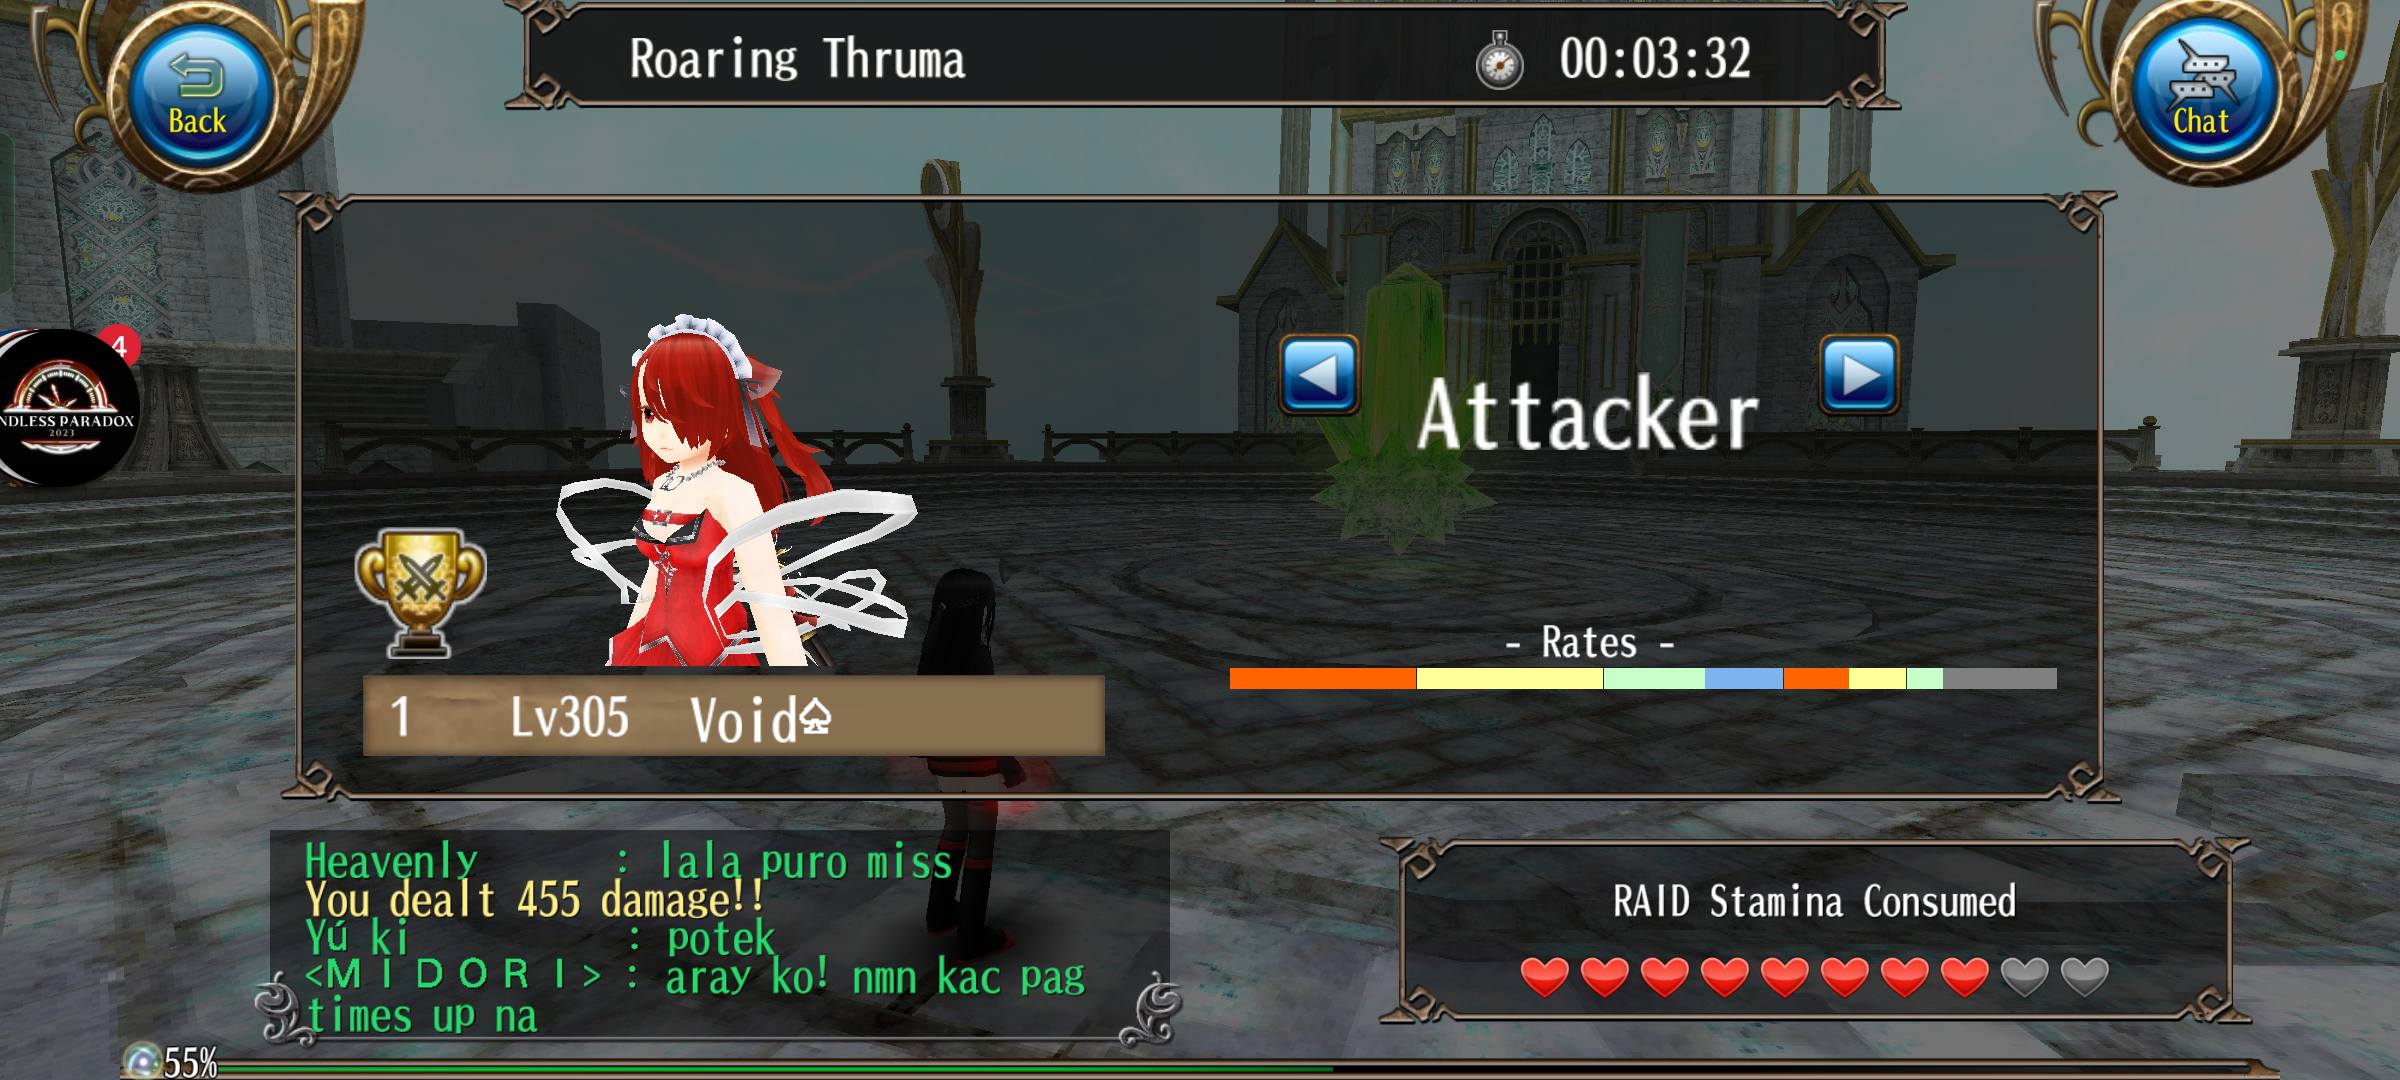 Roaring Thruma
00:03:32
Back
Chat
4
NDLESS PARADOX
2023
Attacker
- Rates -
1 Lv305 Void♤
Heavenly : lala puro miss
You dealt 455 damage!!
Yú ki : potek
<M I D O R I> : aray ko! nmn kac pag
times up na
RAID Stamina Consumed
55%